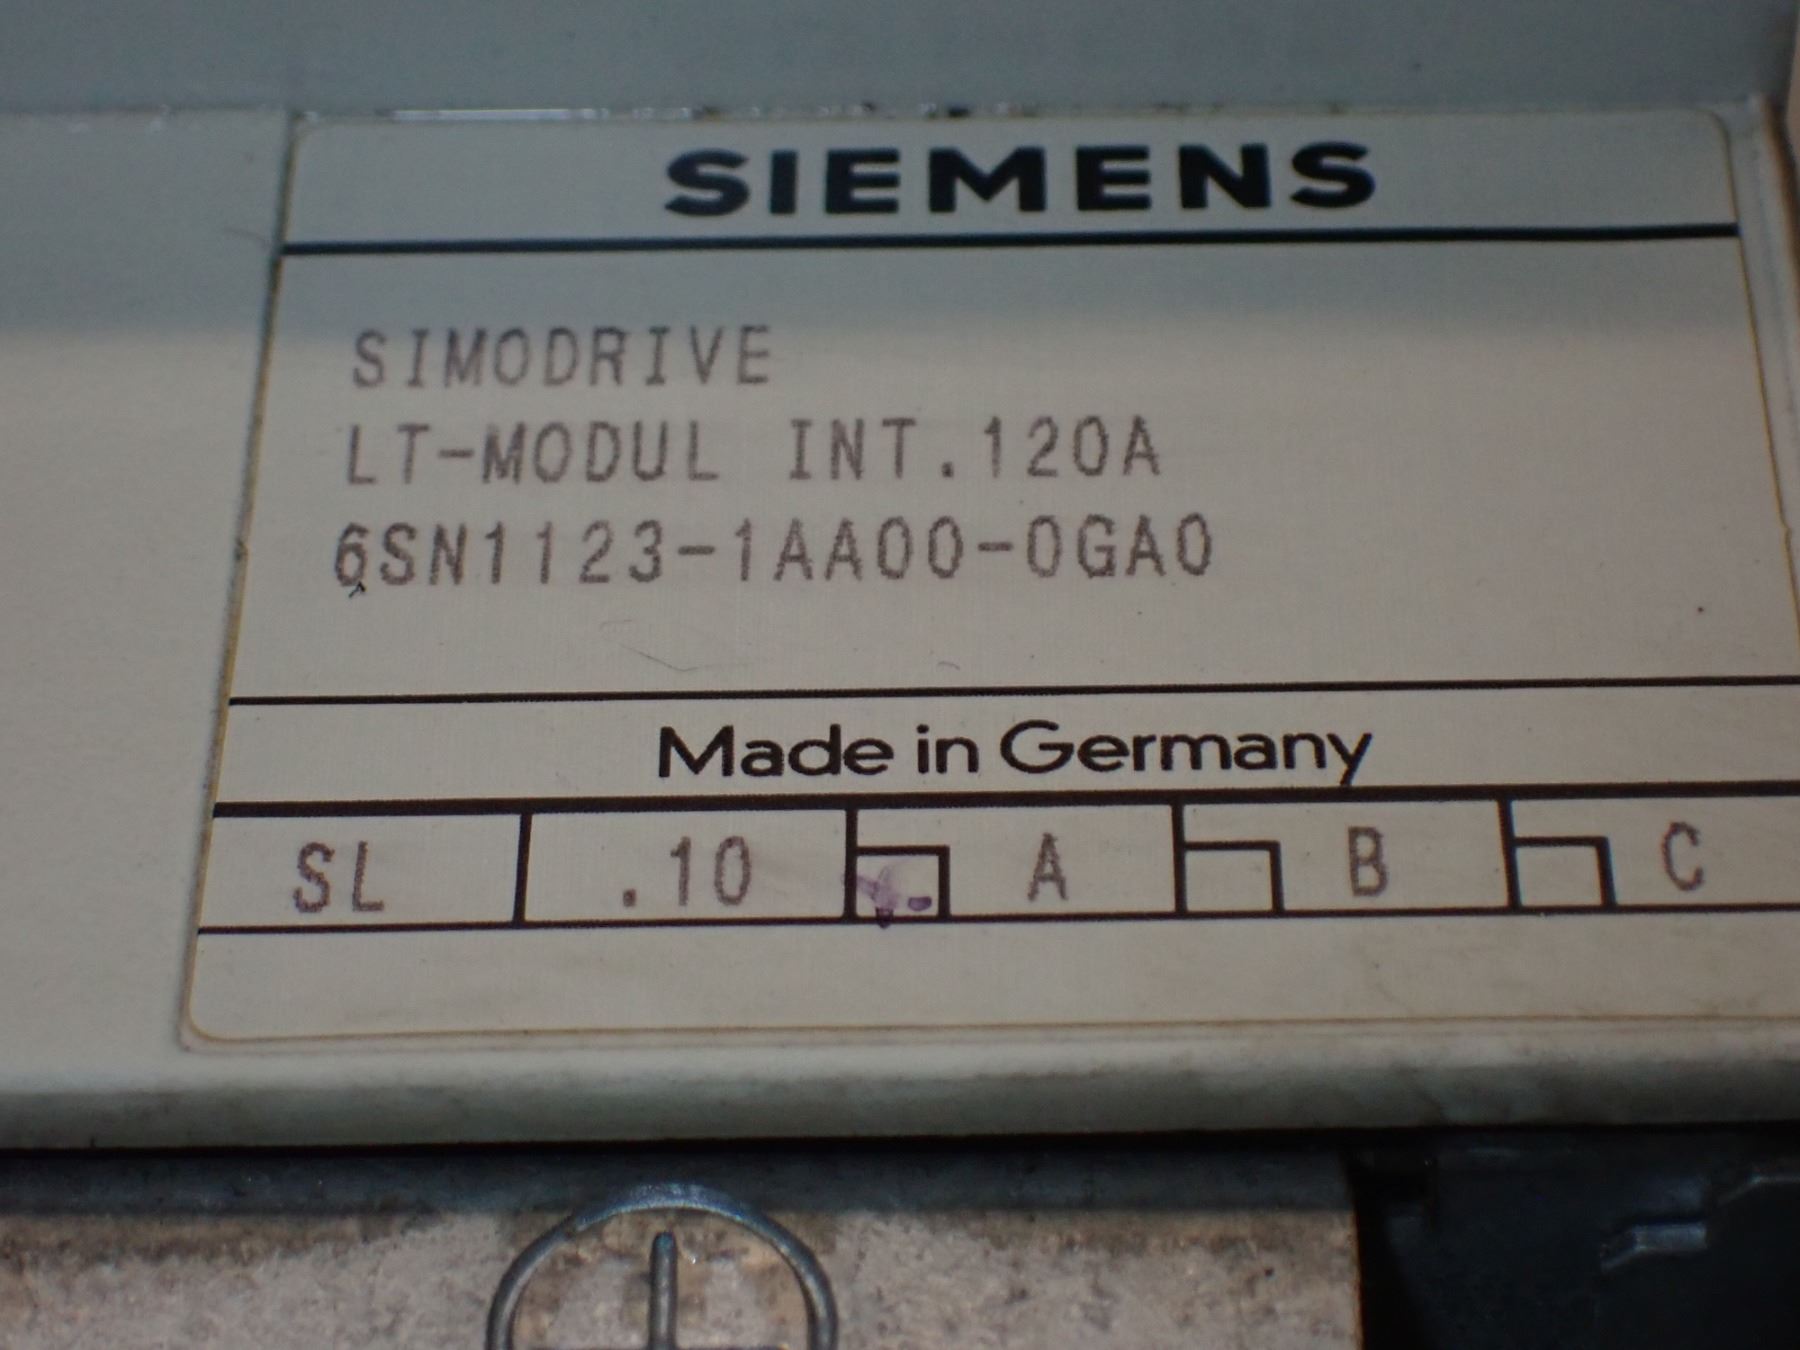 SIEMENS
SIMODRIVE
LT-MODUL INT.120A
6SN1123-1AA00-0GA0
Made in Germany
SL .10 A B C